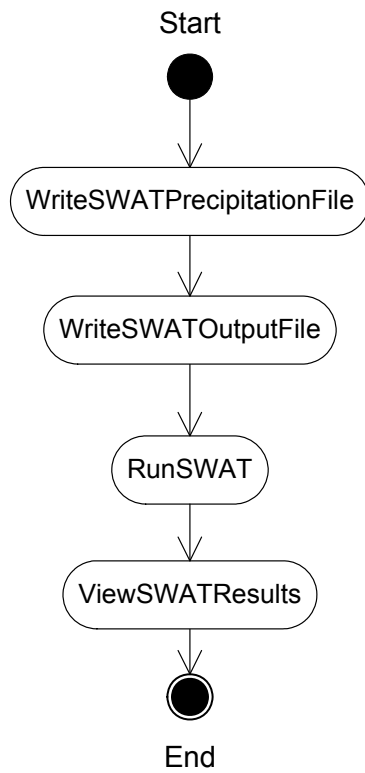 Start
WriteSWATPrecipitationFile
WriteSWATOutputFile
RunSWAT
ViewSWATResults
End